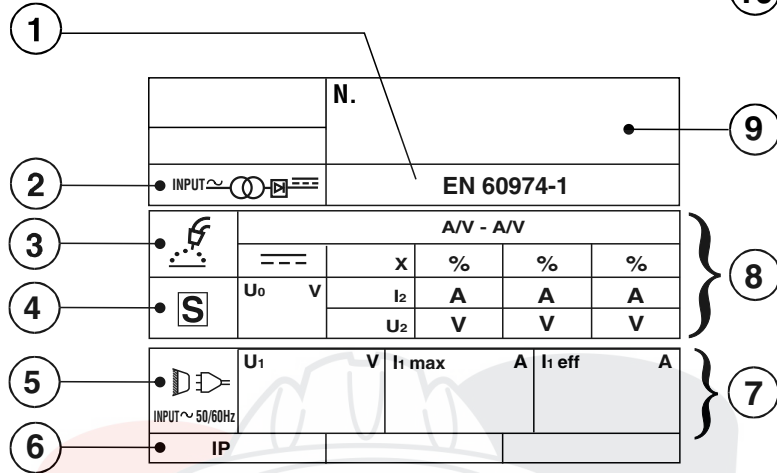 1
N.
9
2
INPUT
EN 60974-1
3
A/V - A/V
X % % %
8
4
S
U0 V
I2 A A A
U2 V V V
5
U1 V I1 max A I1 eff A
7
INPUT ~ 50/60Hz
6
IP